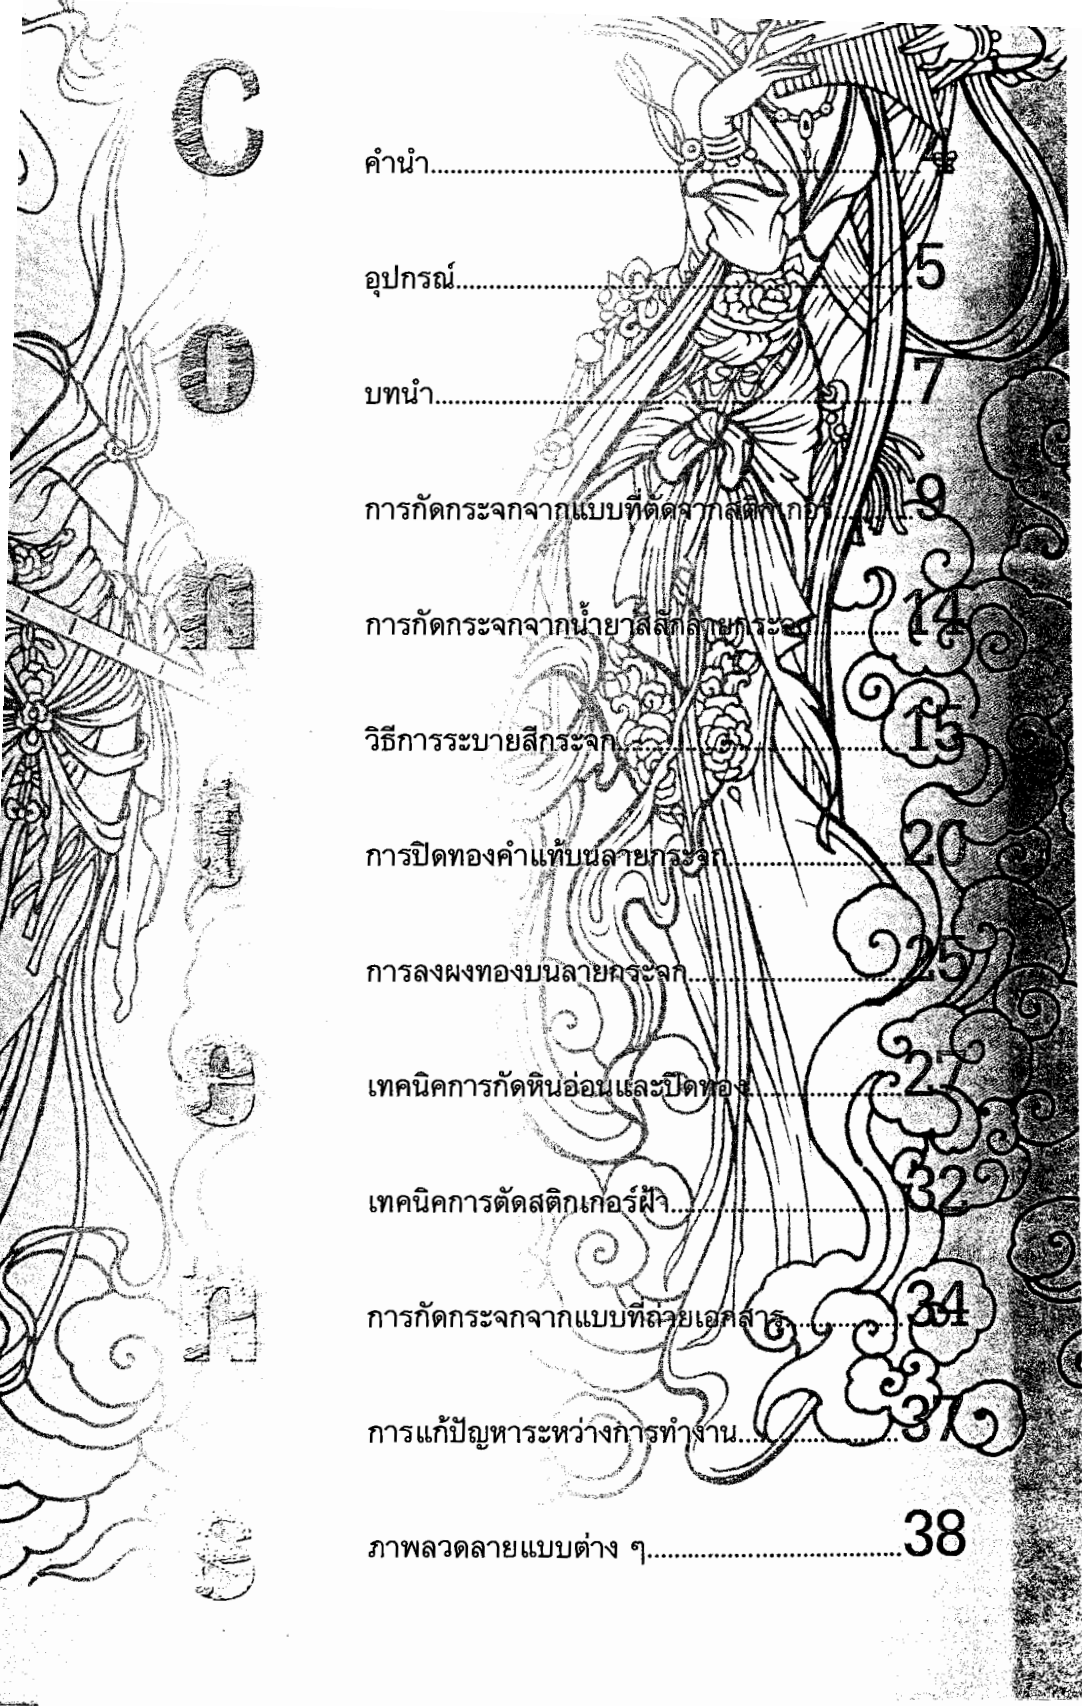 Contents
คำนำ
อุปกรณ์ 5
บทนำ 7
การกัดกระจกจากแบบที่ตัดจากสติกเกอร์ 9
การกัดกระจกจากน้ำยาสีสักลายกระจก 14
วิธีการระบายสีกระจก 15
การปิดทองคำแท้บนลายกระจก 20
การลงผงทองบนลายกระจก 25
เทคนิคการกัดหินอ่อนและปิดทอง 27
เทคนิคการตัดสติกเกอร์ฝ้า 32
การกัดกระจกจากแบบที่ถ่ายเอกสาร 34
การแก้ปัญหาระหว่างการทำงาน 37
ภาพลวดลายแบบต่าง ๆ 38